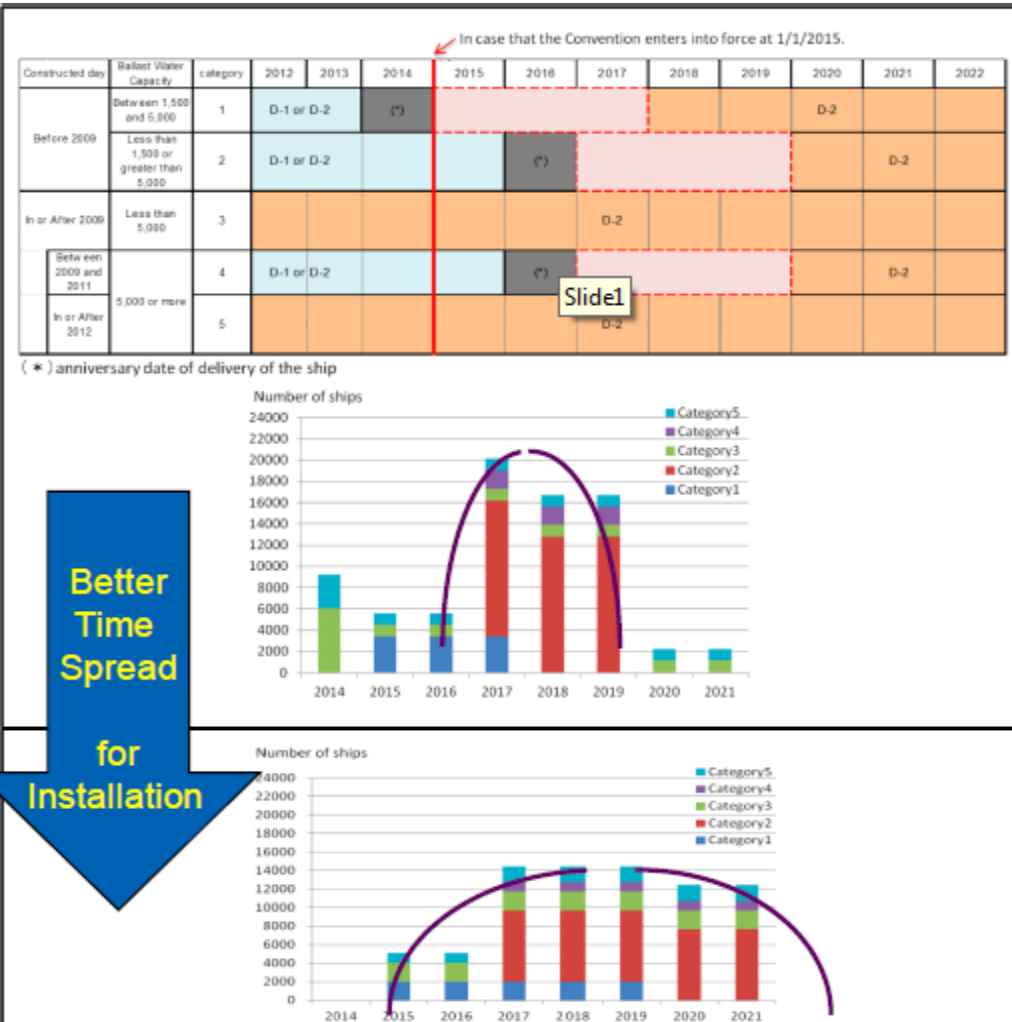 In case that the Convention enters into force at 1/1/2015.
Constructed day Ballast Water Capacity category 2012 2013 2014 2015 2016 2017 2018 2019 2020 2021 2022
Before 2009 Between 1,500 and 5,000 1 D-1 or D-2 (*) D-2
Less than 1,500 or greater than 5,000 2 D-1 or D-2 (*) D-2
In or After 2009 Less than 5,000 3 D-2
Between 2009 and 2011 5,000 or more 4 D-1 or D-2 (*) D-2
In or After 2012 5 D-2
Slide1
(*) anniversary date of delivery of the ship
Number of ships
24000
22000
20000
18000
16000
14000
12000
10000
8000
6000
4000
2000
0
2014 2015 2016 2017 2018 2019 2020 2021
Category5
Category4
Category3
Category2
Category1
Better
Time
Spread
for
Installation
Number of ships
24000
22000
20000
18000
16000
14000
12000
10000
8000
6000
4000
2000
0
2014 2015 2016 2017 2018 2019 2020 2021
Category5
Category4
Category3
Category2
Category1